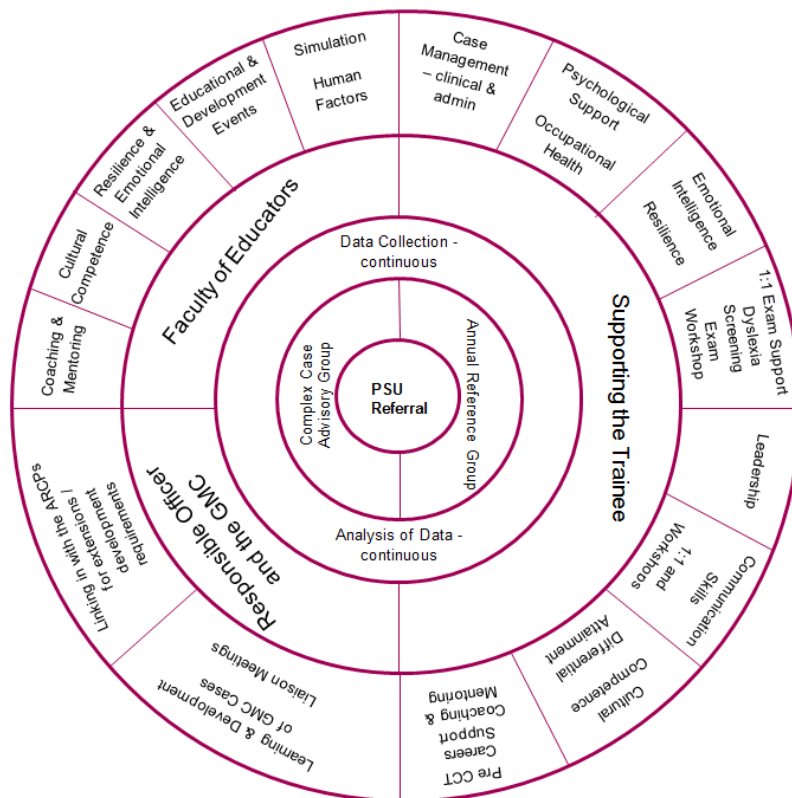 PSU
Referral
Complex Case
Advisory Group
Annual Reference Group
Data Collection -
continuous
Analysis of Data -
continuous
Faculty of Educators
Supporting the Trainee
Responsible Officer
and the GMC
Case
Management
– clinical &
admin
Psychological
Support
Occupational
Health
Emotional
Intelligence
Resilience
1:1 Exam Support
Dyslexia
Screening
Exam
Workshop
Leadership
Communication
Skills
1:1 and
Workshops
Cultural
Competence
Differential
Attainment
Pre CCT
Careers
Support
Coaching &
Mentoring
Learning & Development
of GMC Cases
Liaison Meetings
Linking in with the ARCPs
for extensions /
development
requirements
Coaching &
Mentoring
Cultural
Competence
Resilience &
Emotional
Intelligence
Educational &
Development
Events
Simulation
Human
Factors